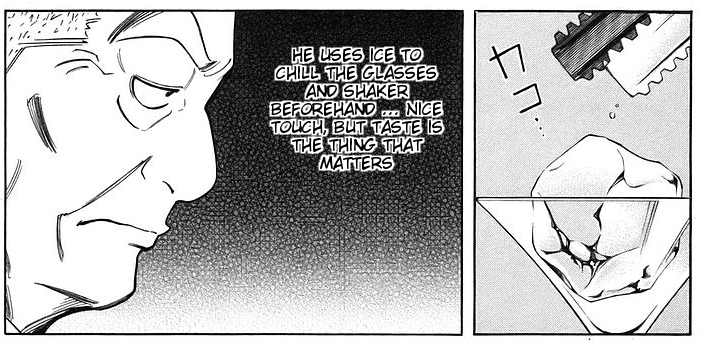 HE USES ICE TO
CHILL THE GLASSES
AND SHAKER
BEFOREHAND ... NICE
TOUCH, BUT TASTE IS
THE THING THAT
MATTERS
カコ...